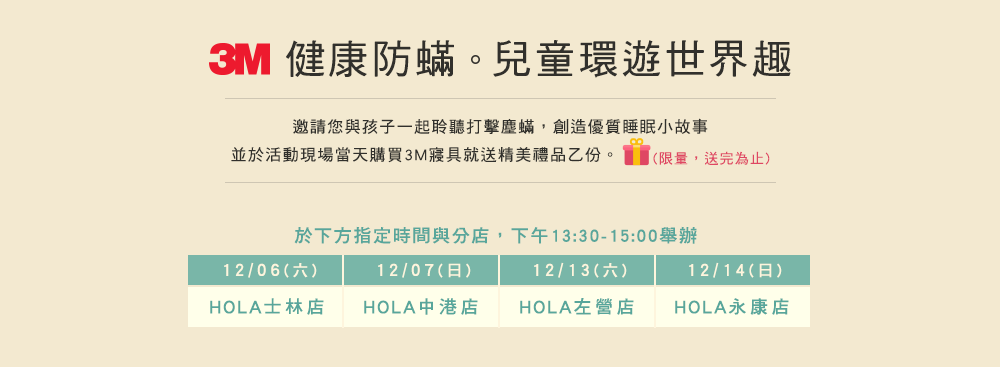 3M 健康防蟎。兒童環遊世界趣
邀請您與孩子一起聆聽打擊塵蟎，創造優質睡眠小故事
並於活動現場當天購買3M寢具就送精美禮品乙份。(限量，送完為止)
於下方指定時間與分店，下午13:30-15:00舉辦
12/06(六) 12/07(日) 12/13(六) 12/14(日)
HOLA士林店 HOLA中港店 HOLA左營店 HOLA永康店